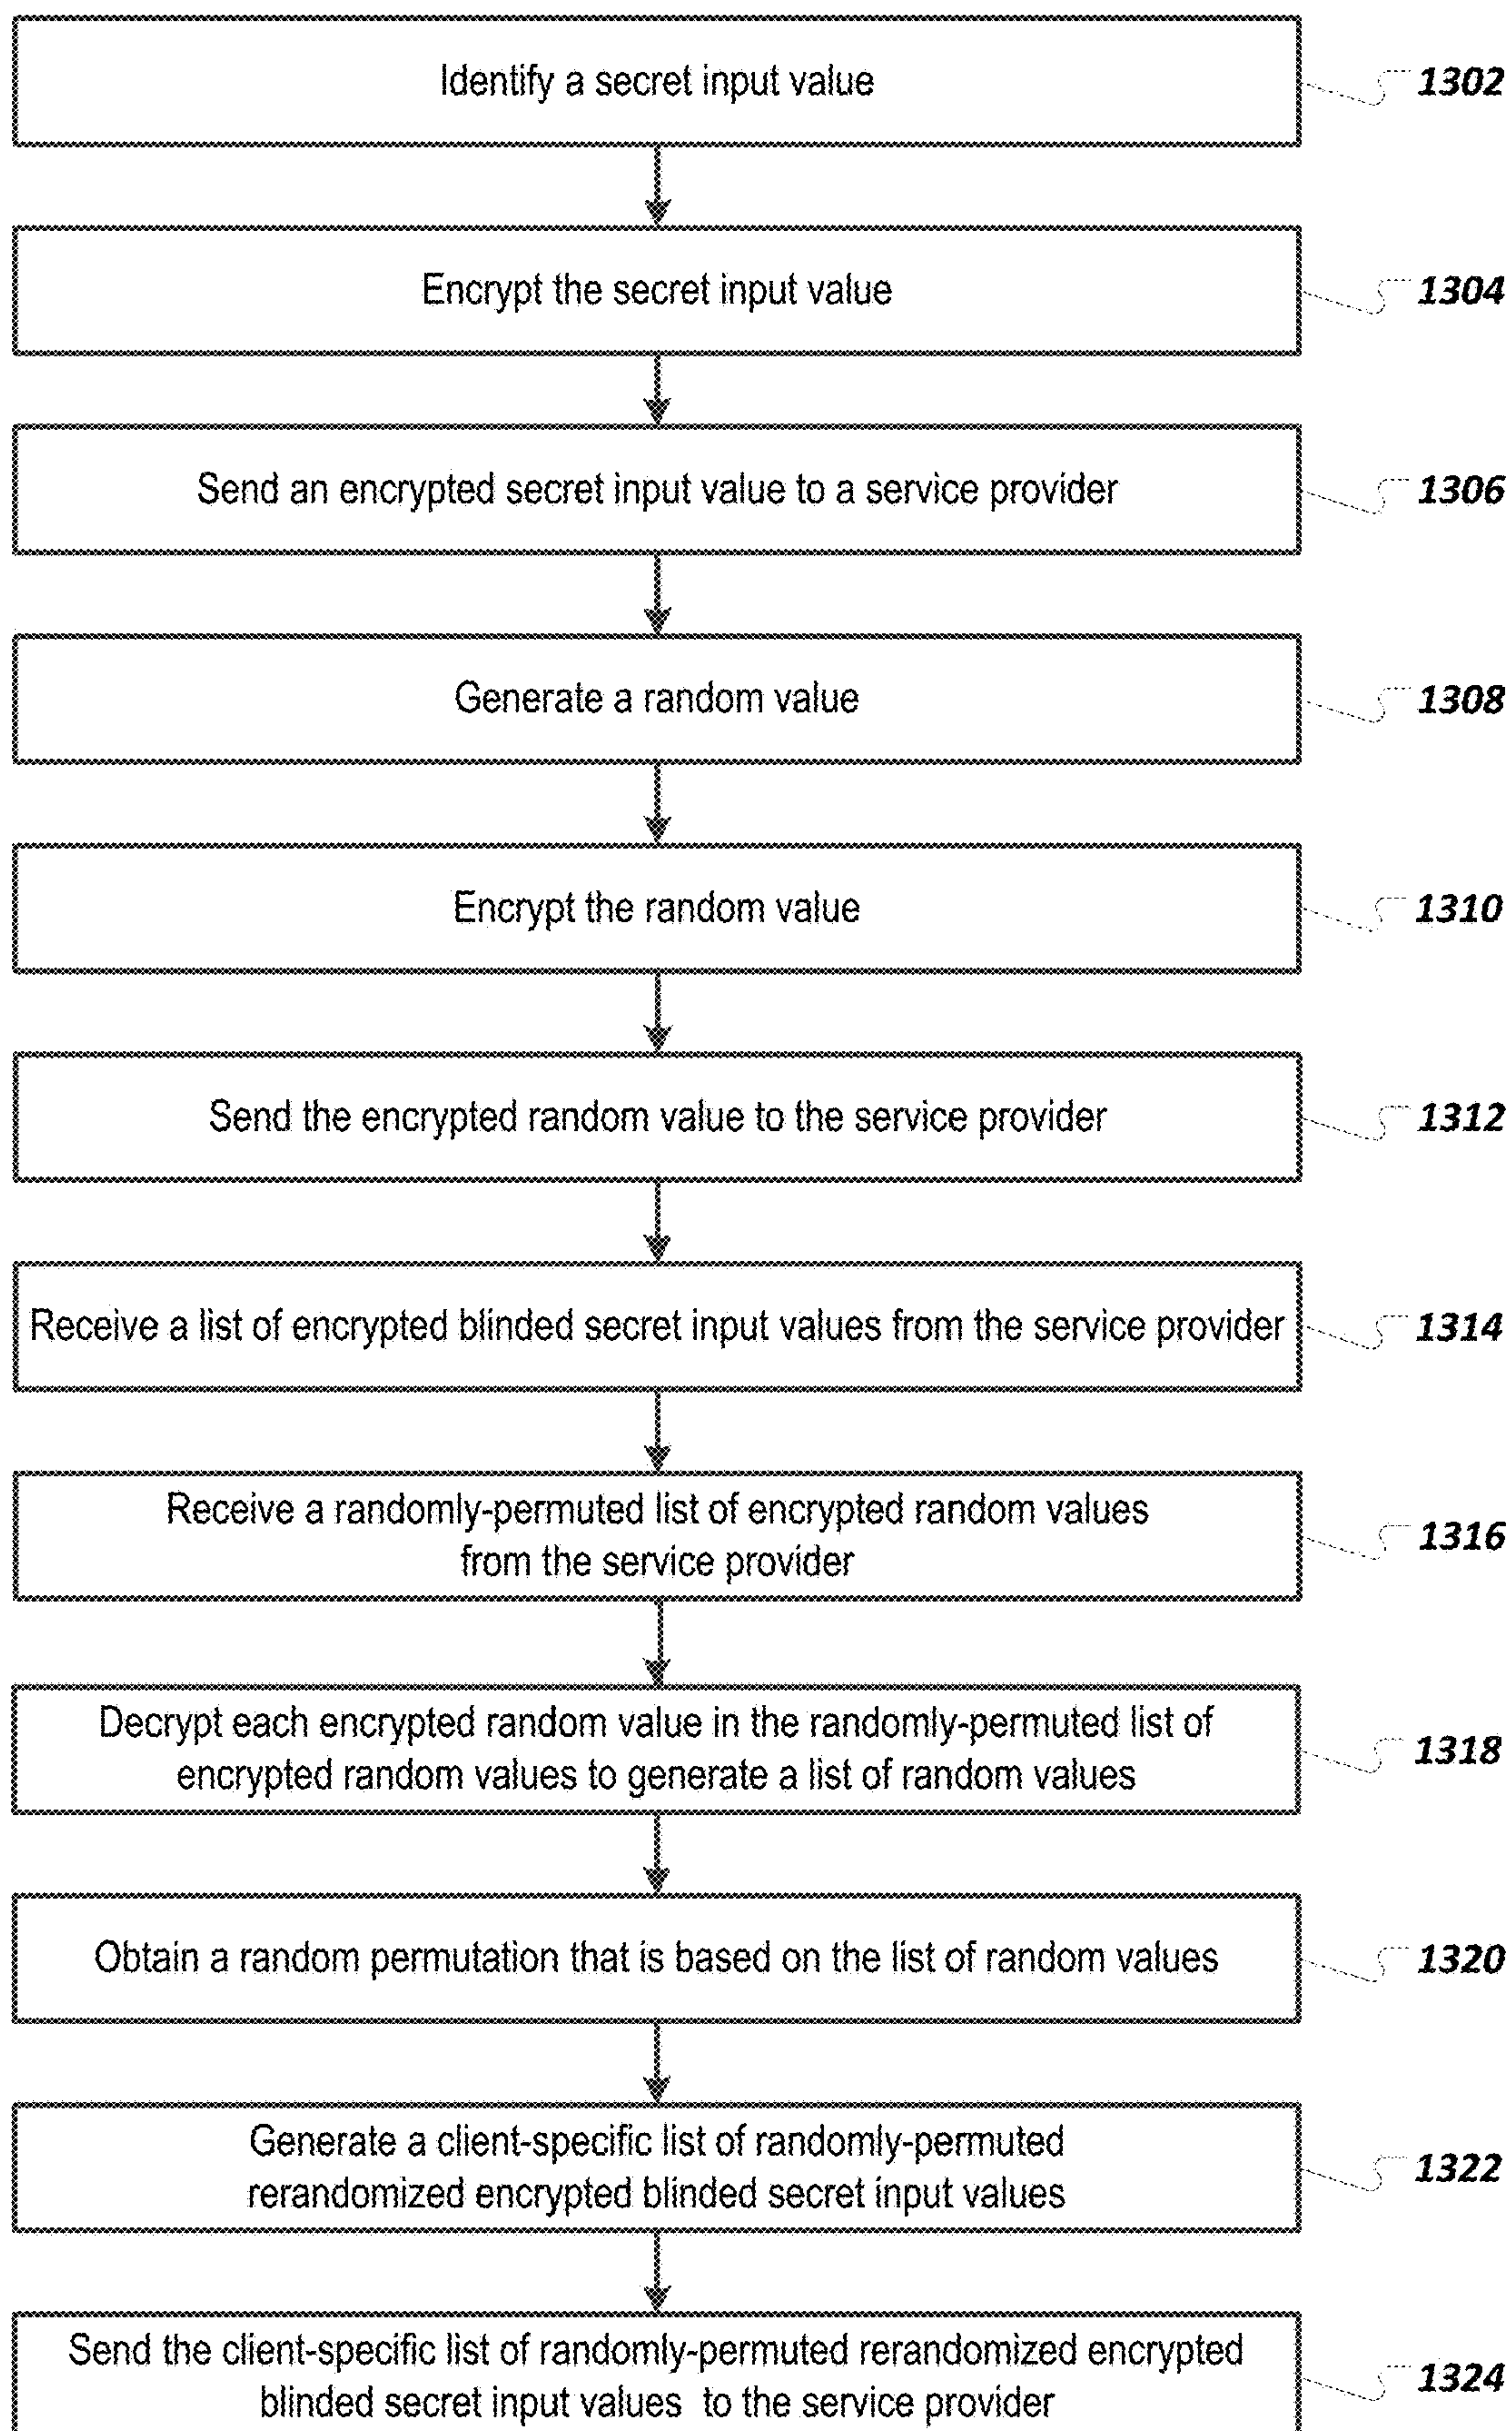 Identify a secret input value
1302
Encrypt the secret input value
1304
Send an encrypted secret input value to a service provider
1306
Generate a random value
1308
Encrypt the random value
1310
Send the encrypted random value to the service provider
1312
Receive a list of encrypted blinded secret input values from the service provider
1314
Receive a randomly-permuted list of encrypted random values
from the service provider
1316
Decrypt each encrypted random value in the randomly-permuted list of
encrypted random values to generate a list of random values
1318
Obtain a random permutation that is based on the list of random values
1320
Generate a client-specific list of randomly-permuted
rerandomized encrypted blinded secret input values
1322
Send the client-specific list of randomly-permuted rerandomized encrypted
blinded secret input values to the service provider
1324